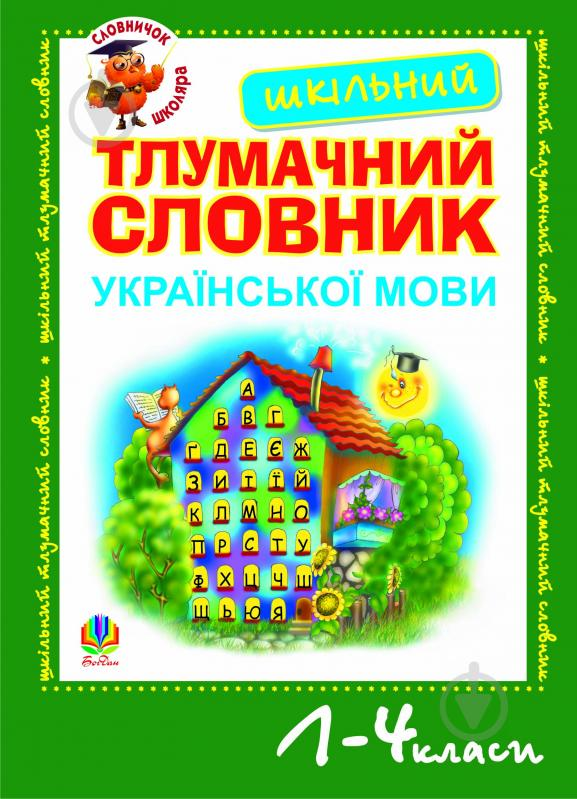 СЛОВНИЧОК
ШКОЛЯРА
ШКІЛЬНИЙ
ТЛУМАЧНИЙ
СЛОВНИК
УКРАЇНСЬКОЇ МОВИ
А
Б В Г
Ґ Д Е Є Ж
З И І Ї Й
К Л М Н О
П Р С Т У
Ф Х Ц Ч Ш
Щ Ь Ю Я
Богдан
1-4 класи
шкільний тлумачний словник * шкільний тлумачний словник
шкільний тлумачний словник * шкільний тлумачний словник